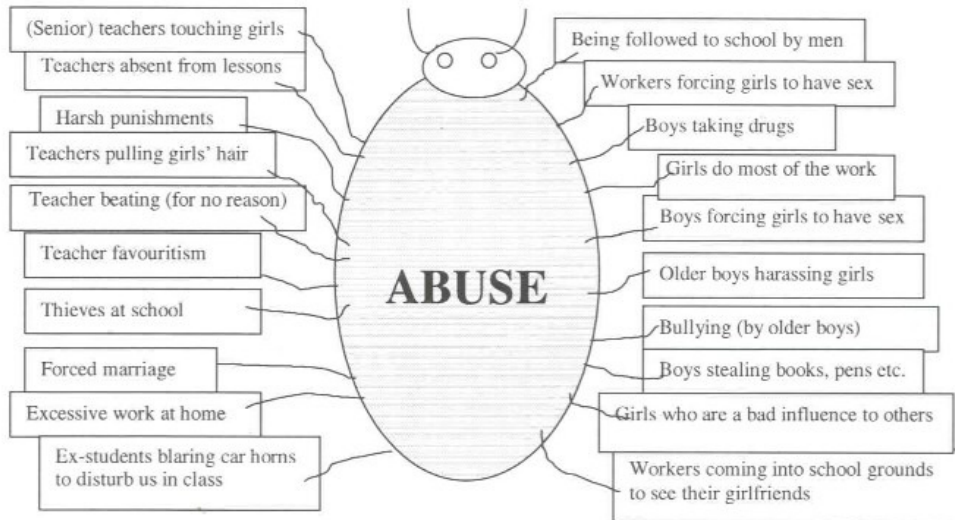 (Senior) teachers touching girls
Teachers absent from lessons
Harsh punishments
Teachers pulling girls' hair
Teacher beating (for no reason)
Teacher favouritism
Thieves at school
Forced marriage
Excessive work at home
Ex-students blaring car horns
to disturb us in class
ABUSE
Being followed to school by men
Workers forcing girls to have sex
Boys taking drugs
Girls do most of the work
Boys forcing girls to have sex
Older boys harassing girls
Bullying (by older boys)
Boys stealing books, pens etc.
Girls who are a bad influence to others
Workers coming into school grounds
to see their girlfriends